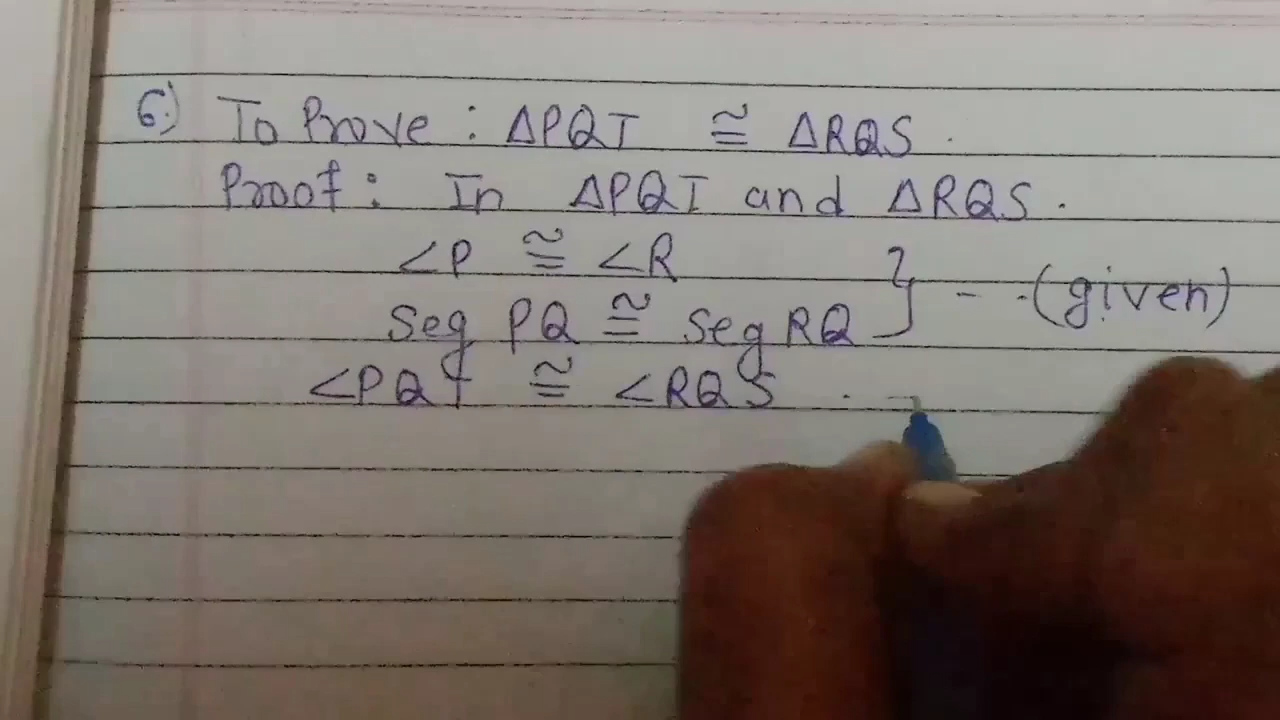 6.) To Prove : ΔPQT ≅ ΔRQS .
Proof : In ΔPQT and ΔRQS .
∠P ≅ ∠R
seg PQ ≅ seg RQ } - - . (given)
∠PQT ≅ ∠RQS . -